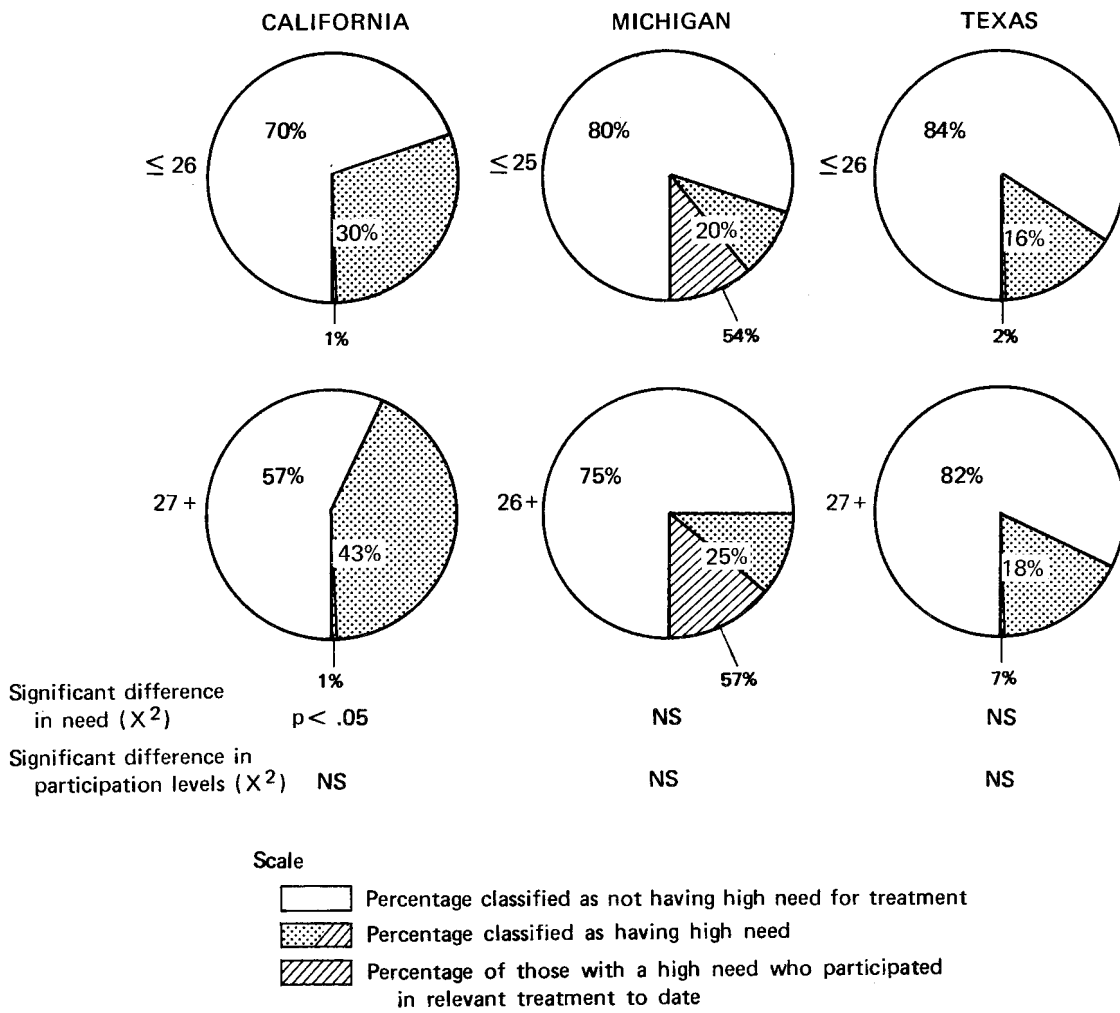 CALIFORNIA MICHIGAN TEXAS
70% 80% 84%
≤ 26 ≤ 25 ≤ 26
30% 20% 16%
1% 54% 2%
57% 75% 82%
27 + 26 + 27 +
43% 25% 18%
1% 57% 7%
Significant difference
in need (X²) p < .05 NS NS
Significant difference in
participation levels (X²) NS NS NS
Scale
Percentage classified as not having high need for treatment
Percentage classified as having high need
Percentage of those with a high need who participated
in relevant treatment to date